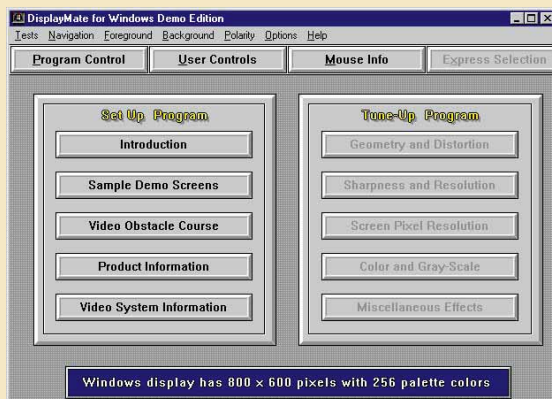 DisplayMate for Windows Demo Edition
Tests Navigation Foreground Background Polarity Options Help
Program Control User Controls Mouse Info Express Selection
Set Up Program
Introduction
Sample Demo Screens
Video Obstacle Course
Product Information
Video System Information
Tune-Up Program
Geometry and Distortion
Sharpness and Resolution
Screen Pixel Resolution
Color and Gray-Scale
Miscellaneous Effects
Windows display has 800 x 600 pixels with 256 palette colors